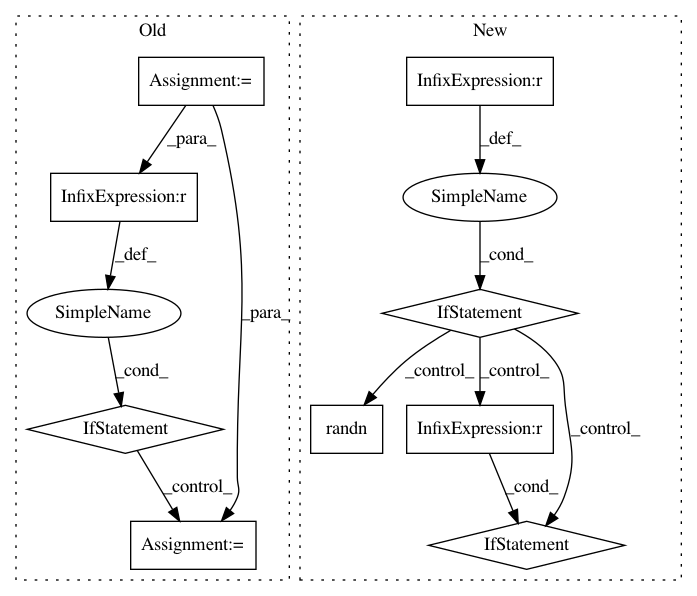 Old
New
Assignment:=
InfixExpression:r
_para_
_def_
InfixExpression:r
SimpleName
_def_
_cond_
SimpleName
IfStatement
_para_
_cond_
_control_
_control_
IfStatement
randn
InfixExpression:r
_control_
_control_
_cond_
Assignment:=
IfStatement